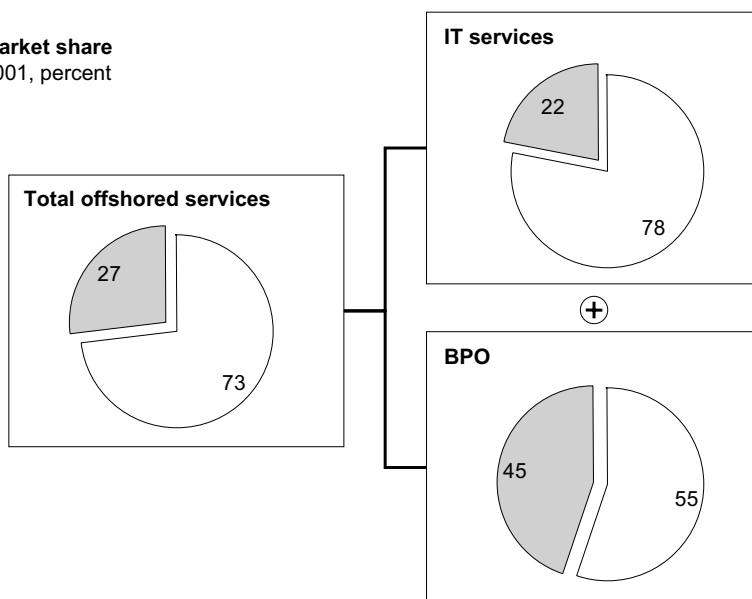 arket share
001, percent
Total offshored services
27
73
IT services
22
78
+
BPO
45
55